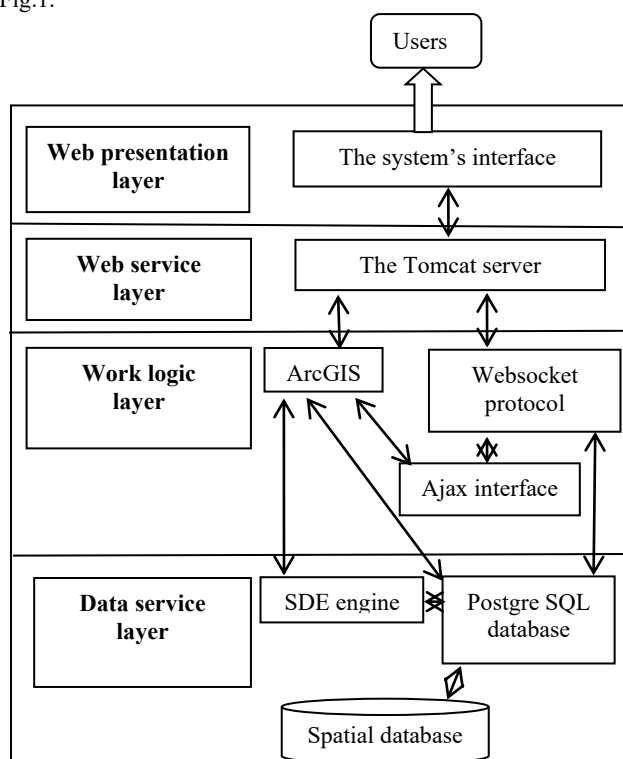 Fig.1.
Users
Web presentation
layer
The system's interface
Web service
layer
The Tomcat server
Work logic
layer
ArcGIS
Websocket
protocol
Ajax interface
Data service
layer
SDE engine
Postgre SQL
database
Spatial database